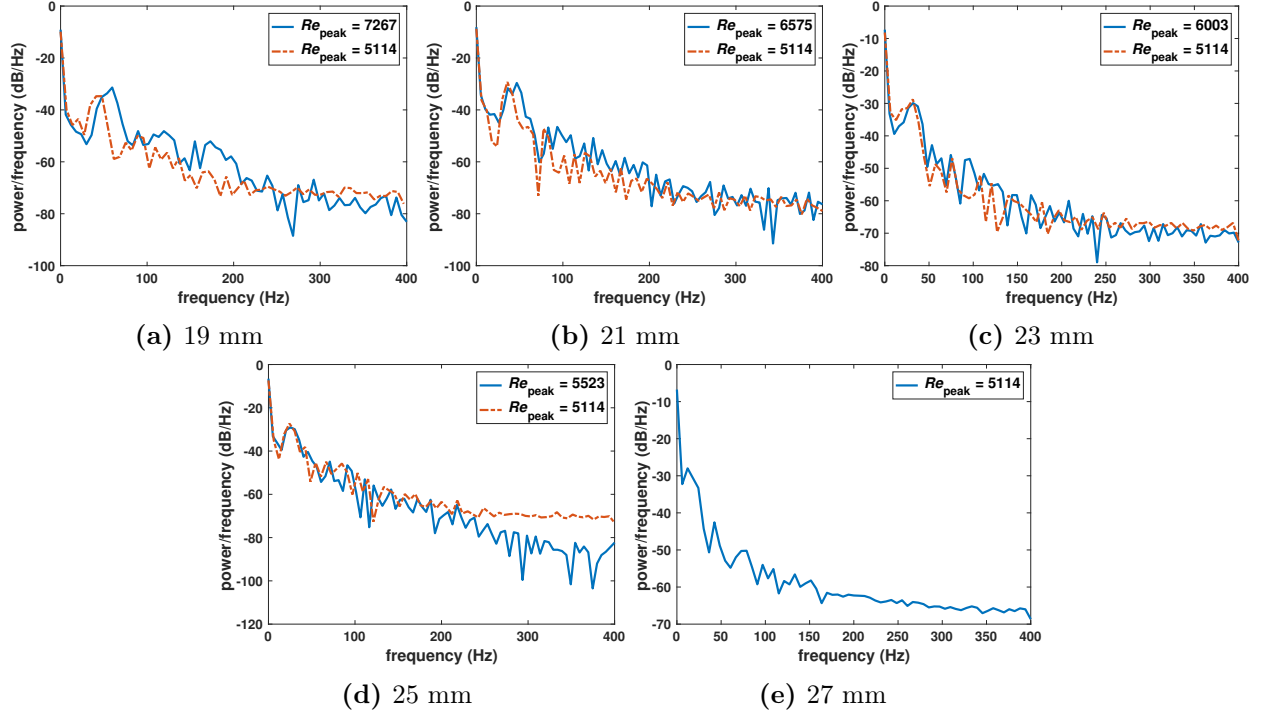 power/frequency (dB/Hz)
0
-20
-40
-60
-80
-100
0
100
200
300
400
frequency (Hz)
Re_peak = 7267
Re_peak = 5114
(a) 19 mm
power/frequency (dB/Hz)
0
-20
-40
-60
-80
-100
0
100
200
300
400
frequency (Hz)
Re_peak = 6575
Re_peak = 5114
(b) 21 mm
power/frequency (dB/Hz)
0
-10
-20
-30
-40
-50
-60
-70
-80
0
50
100
150
200
250
300
350
400
frequency (Hz)
Re_peak = 6003
Re_peak = 5114
(c) 23 mm
power/frequency (dB/Hz)
0
-20
-40
-60
-80
-100
-120
0
100
200
300
400
frequency (Hz)
Re_peak = 5523
Re_peak = 5114
(d) 25 mm
power/frequency (dB/Hz)
0
-10
-20
-30
-40
-50
-60
-70
0
50
100
150
200
250
300
350
400
frequency (Hz)
Re_peak = 5114
(e) 27 mm